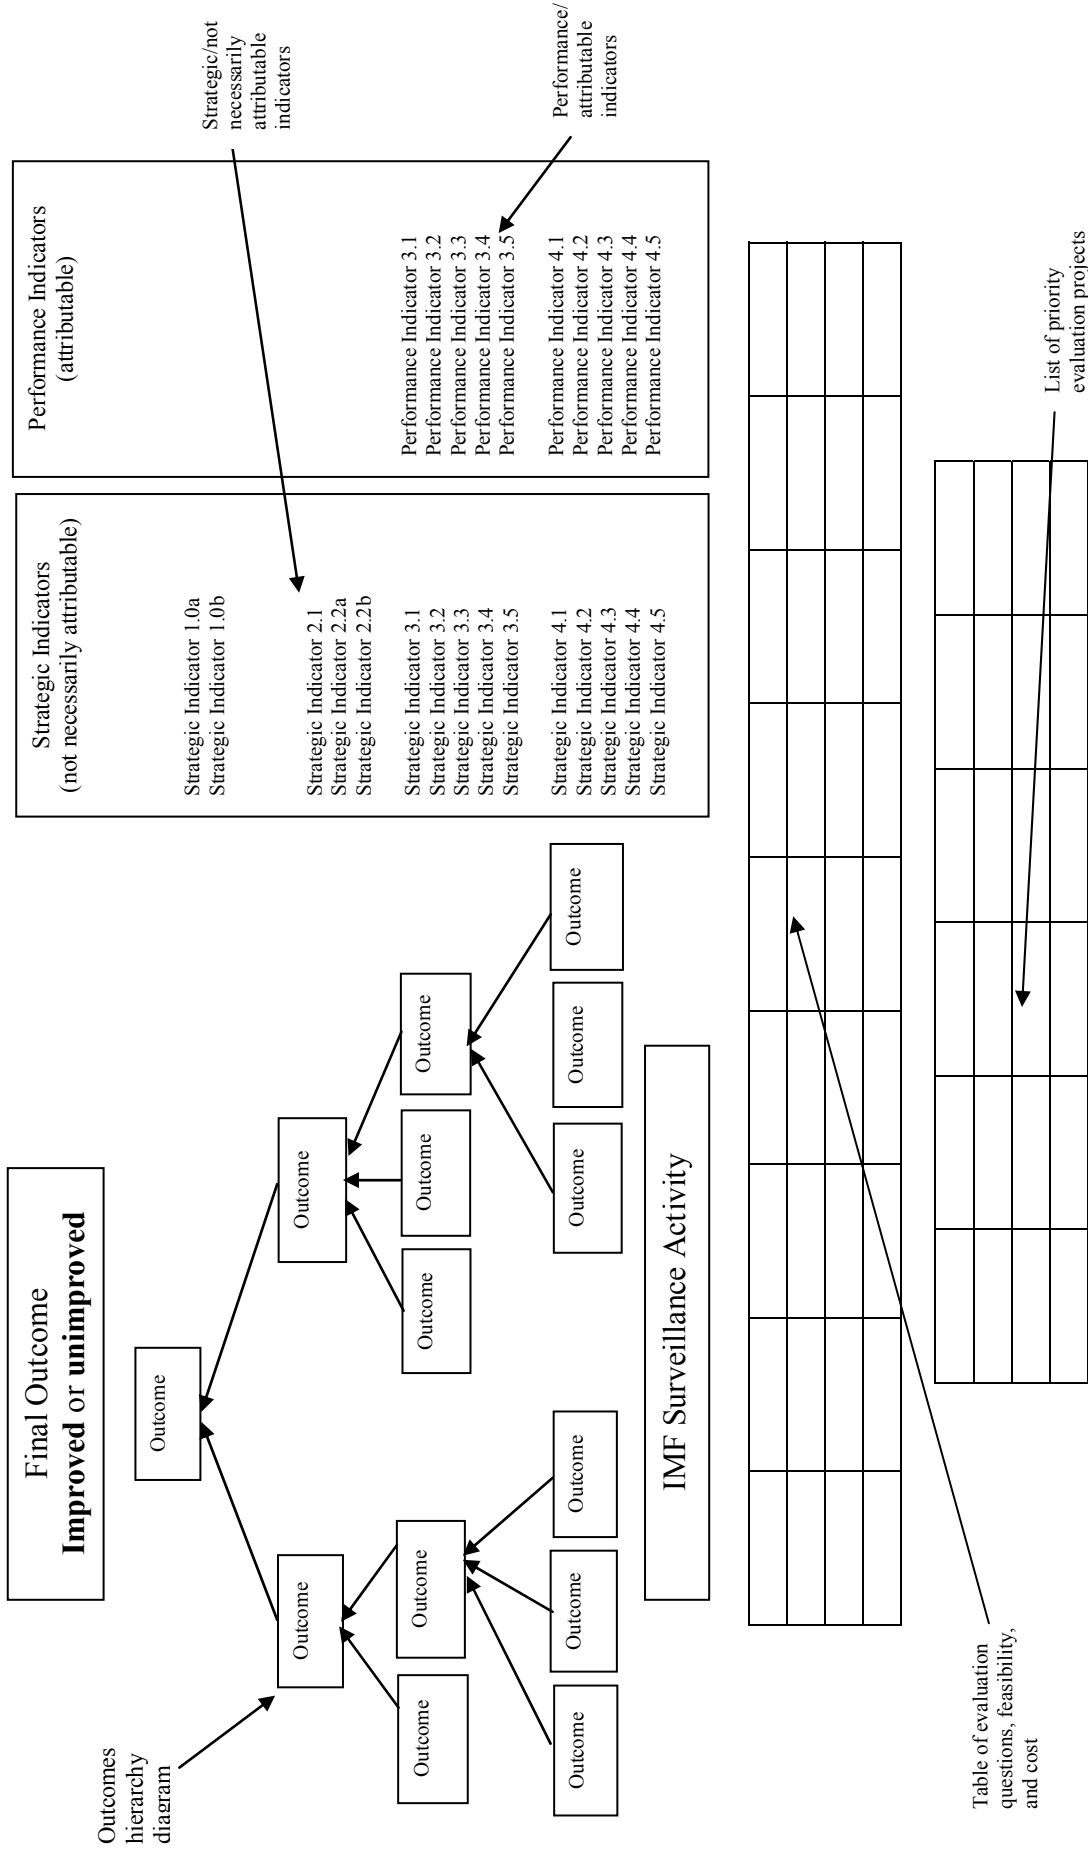 Final Outcome
Improved or unimproved
Strategic Indicators
(not necessarily attributable)
Performance Indicators
(attributable)
Outcomes
hierarchy
diagram
Outcome
Outcome
Outcome
Outcome
Outcome
Outcome
Outcome
Outcome
Outcome
Outcome
Outcome
Outcome
Outcome
Outcome
IMF Surveillance Activity
Strategic Indicator 1.0a
Strategic Indicator 1.0b
Strategic Indicator 2.1
Strategic Indicator 2.2a
Strategic Indicator 2.2b
Strategic Indicator 3.1
Strategic Indicator 3.2
Strategic Indicator 3.3
Strategic Indicator 3.4
Strategic Indicator 3.5
Strategic Indicator 4.1
Strategic Indicator 4.2
Strategic Indicator 4.3
Strategic Indicator 4.4
Strategic Indicator 4.5
Performance Indicator 3.1
Performance Indicator 3.2
Performance Indicator 3.3
Performance Indicator 3.4
Performance Indicator 3.5
Performance Indicator 4.1
Performance Indicator 4.2
Performance Indicator 4.3
Performance Indicator 4.4
Performance Indicator 4.5
Strategic/not
necessarily
attributable
indicators
Performance/
attributable
indicators
Table of evaluation
questions, feasibility,
and cost
List of priority
evaluation projects